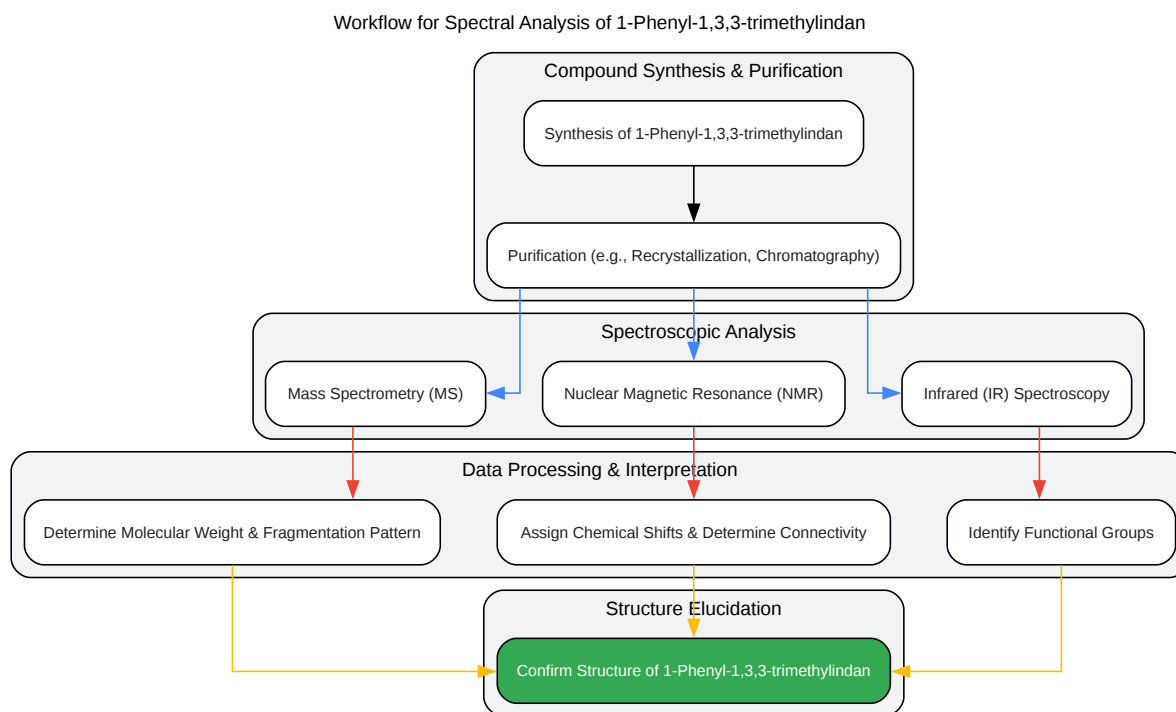 Workflow for Spectral Analysis of 1-Phenyl-1,3,3-trimethylindan
Compound Synthesis & Purification
Synthesis of 1-Phenyl-1,3,3-trimethylindan
Purification (e.g., Recrystallization, Chromatography)
Spectroscopic Analysis
Mass Spectrometry (MS)
Nuclear Magnetic Resonance (NMR)
Infrared (IR) Spectroscopy
Data Processing & Interpretation
Determine Molecular Weight & Fragmentation Pattern
Assign Chemical Shifts & Determine Connectivity
Identify Functional Groups
Structure Elucidation
Confirm Structure of 1-Phenyl-1,3,3-trimethylindan